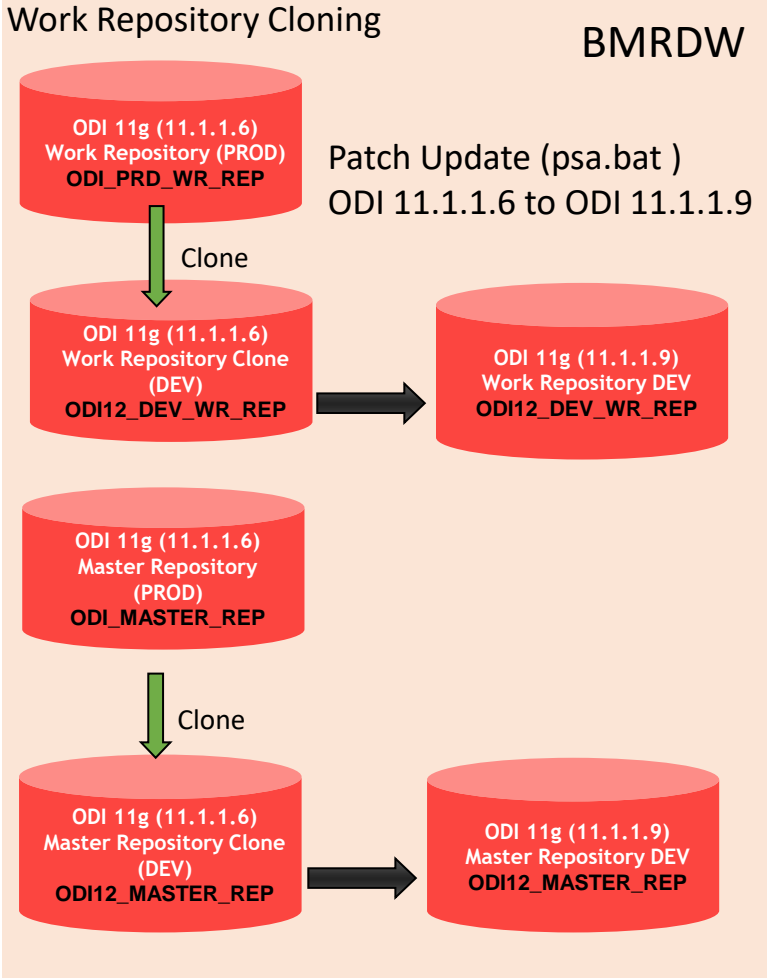 Work Repository Cloning
BMRDW
ODI 11g (11.1.1.6)
Work Repository (PROD)
ODI_PRD_WR_REP
Patch Update (psa.bat )
ODI 11.1.1.6 to ODI 11.1.1.9
Clone
ODI 11g (11.1.1.6)
Work Repository Clone
(DEV)
ODI12_DEV_WR_REP
ODI 11g (11.1.1.9)
Work Repository DEV
ODI12_DEV_WR_REP
ODI 11g (11.1.1.6)
Master Repository
(PROD)
ODI_MASTER_REP
Clone
ODI 11g (11.1.1.6)
Master Repository Clone
(DEV)
ODI12_MASTER_REP
ODI 11g (11.1.1.9)
Master Repository DEV
ODI12_MASTER_REP